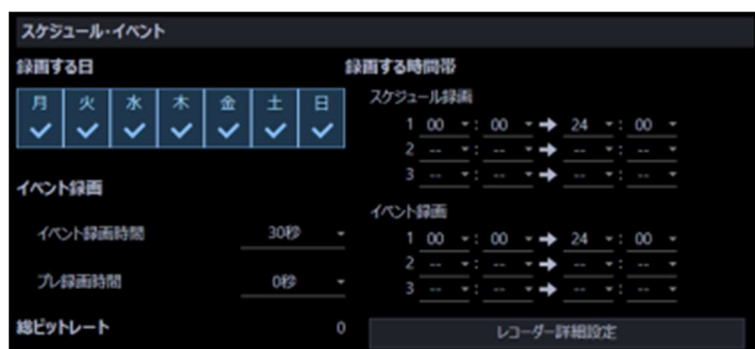 スケジュール・イベント
録画する日
月 火 水 木 金 土 日
イベント録画
イベント録画時間 30秒
プレ録画時間 0秒
総ビットレート 0
録画する時間帯
スケジュール録画
1 00 : 00 → 24 : 00
2 -- : -- → -- : --
3 -- : -- → -- : --
イベント録画
1 00 : 00 → 24 : 00
2 -- : -- → -- : --
3 -- : -- → -- : --
レコーダー詳細設定